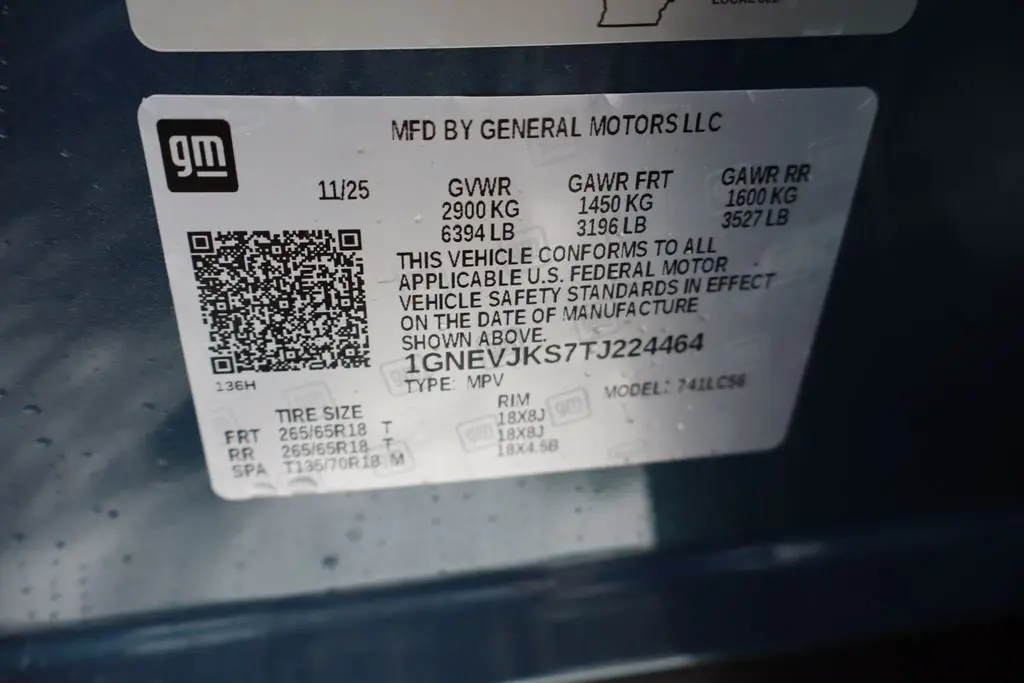 gm
MFD BY GENERAL MOTORS LLC
11/25
GVWR
2900 KG
6394 LB
GAWR FRT
1450 KG
3196 LB
GAWR RR
1600 KG
3527 LB
THIS VEHICLE CONFORMS TO ALL
APPLICABLE U.S. FEDERAL MOTOR
VEHICLE SAFETY STANDARDS IN EFFECT
ON THE DATE OF MANUFACTURE
SHOWN ABOVE.
1GNEVJKS7TJ224464
136H
TYPE: MPV
MODEL: 741LC56
TIRE SIZE
RIM
FRT 265/65R18 T 18X8J
RR 265/65R18 T 18X8J
SPA T135/70R18 M 18X4.5B